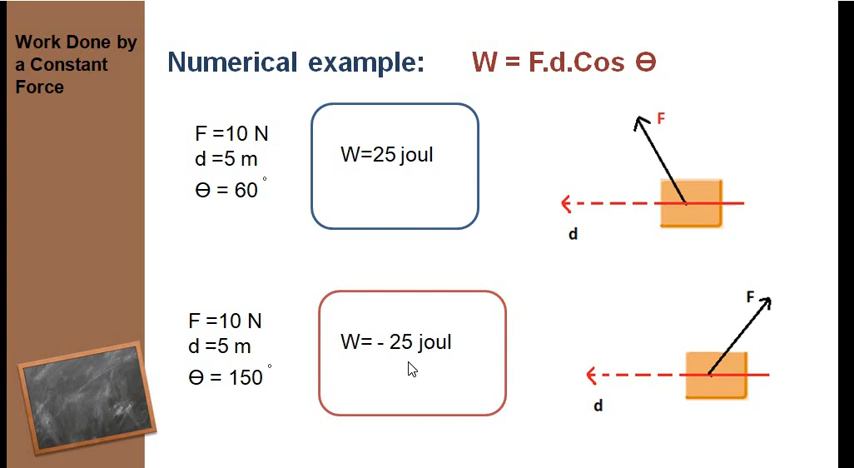 Work Done by
a Constant
Force
Numerical example: W = F.d.Cos Ө
F =10 N
d =5 m
Ө = 60 °
W=25 joul
F
d
F =10 N
d =5 m
Ө = 150 °
W= - 25 joul
F
d